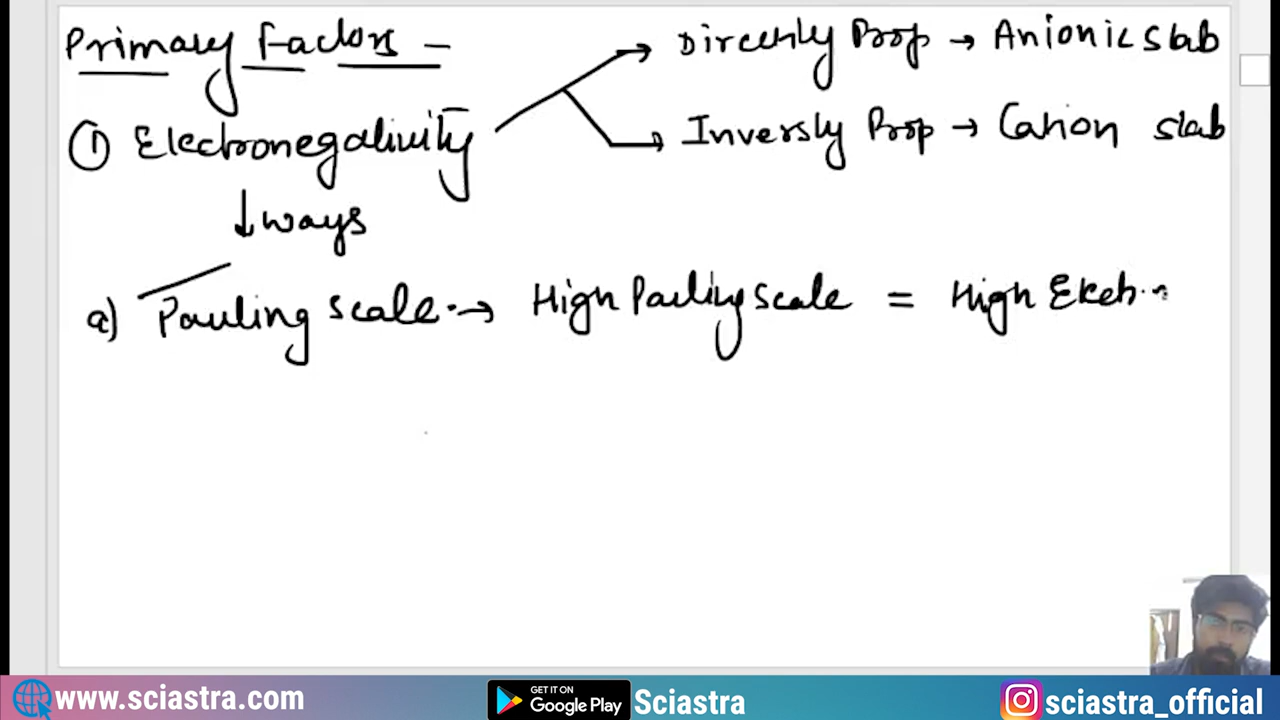 Primary Factors -
① Electronegativity → Directly Prop → Anionic stab
→ Inversly Prop → Cation stab
↓ ways
a) Pauling scale → High Pauling scale = High Elect..n
www.sciastra.com GET IT ON Google Play Sciastra sciastra_official